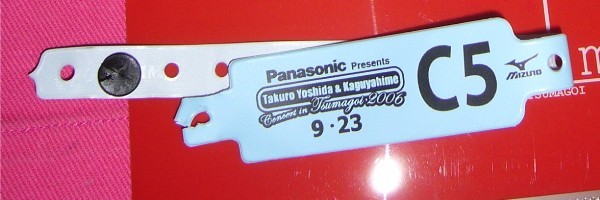 Panasonic Presents
Takuro Yoshida & Kaguyahime
Concert in Tsumagoi 2006
9・23
C5
MIZUNO
m
TSUMAGOI